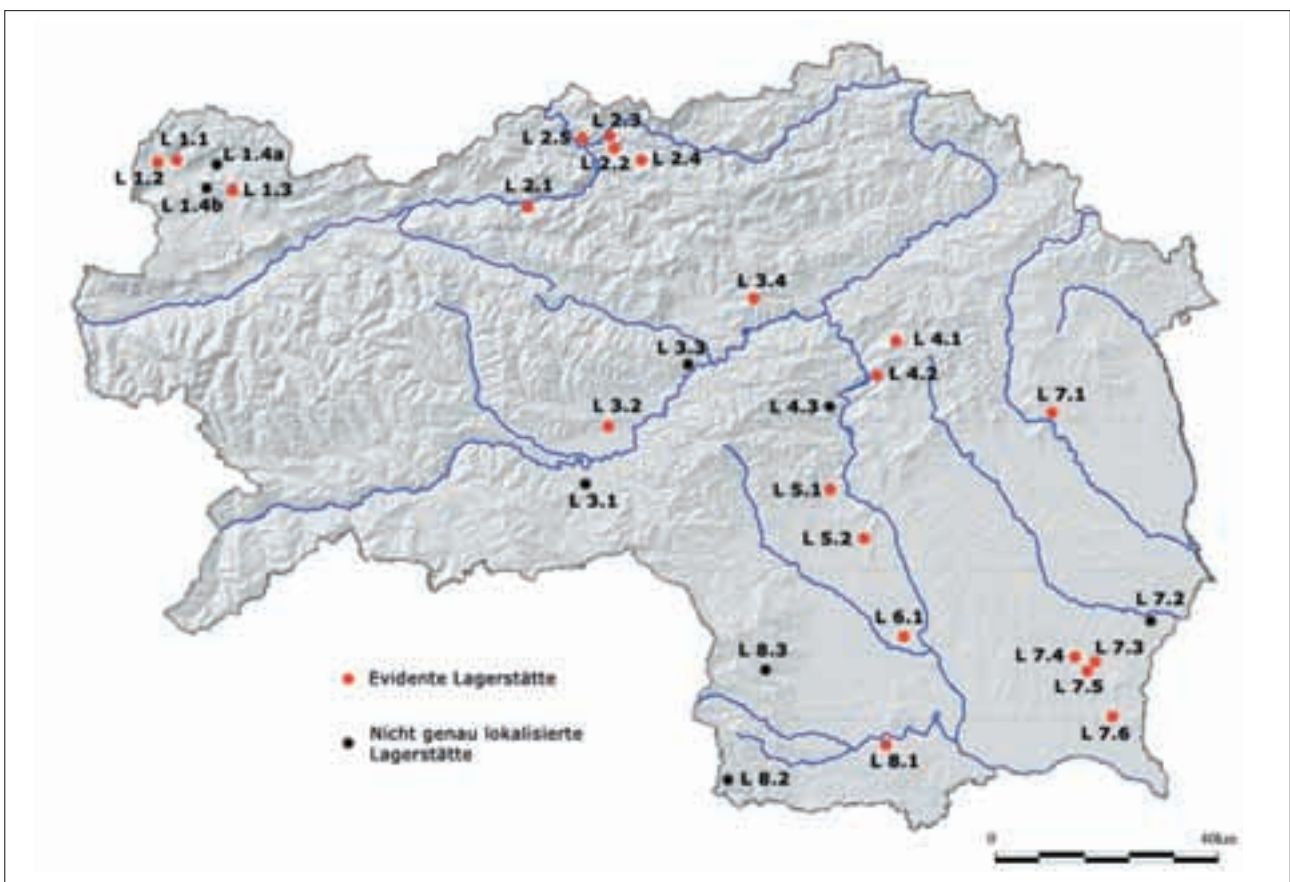 L 2.3
L 1.1
L 2.5
L 1.4a
L 2.2
L 2.4
L 1.2
L 1.3
L 1.4b
L 2.1
L 3.4
L 4.1
L 3.3
L 4.2
L 7.1
L 3.2
L 4.3
L 5.1
L 3.1
L 5.2
L 7.2
L 6.1
L 7.3
L 8.3
L 7.4
Evidente Lagerstätte
L 7.5
L 7.6
Nicht genau lokalisierte
Lagerstätte
L 8.1
L 8.2
0 40km